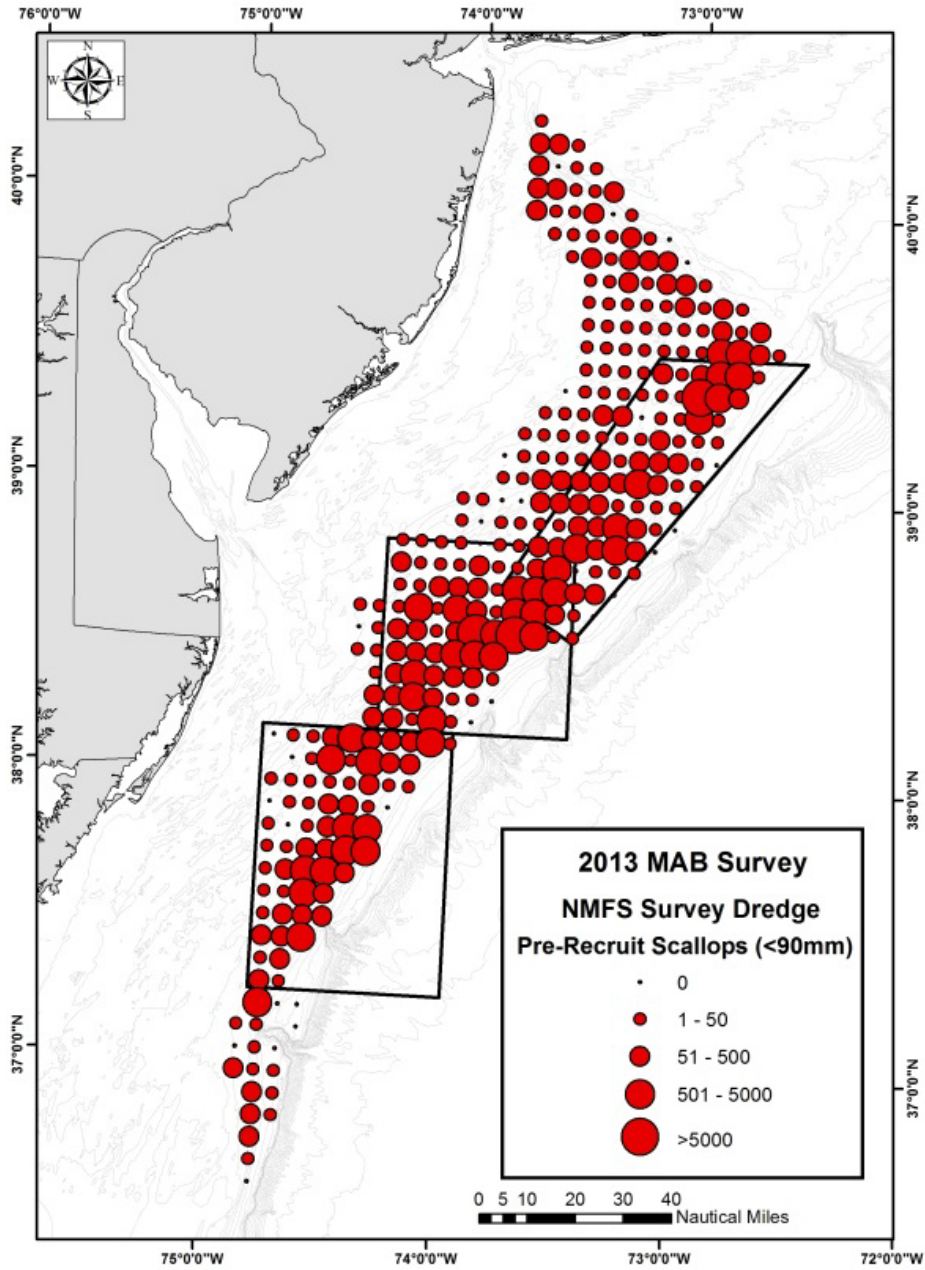 76°0'0"W 75°0'0"W 74°0'0"W 73°0'0"W
N
W E
S
40°0'0"N
40°0'0"N
39°0'0"N
39°0'0"N
38°0'0"N
38°0'0"N
37°0'0"N
37°0'0"N
2013 MAB Survey
NMFS Survey Dredge
Pre-Recruit Scallops (<90mm)
0
1 - 50
51 - 500
501 - 5000
>5000
0 5 10 20 30 40
Nautical Miles
75°0'0"W 74°0'0"W 73°0'0"W 72°0'0"W